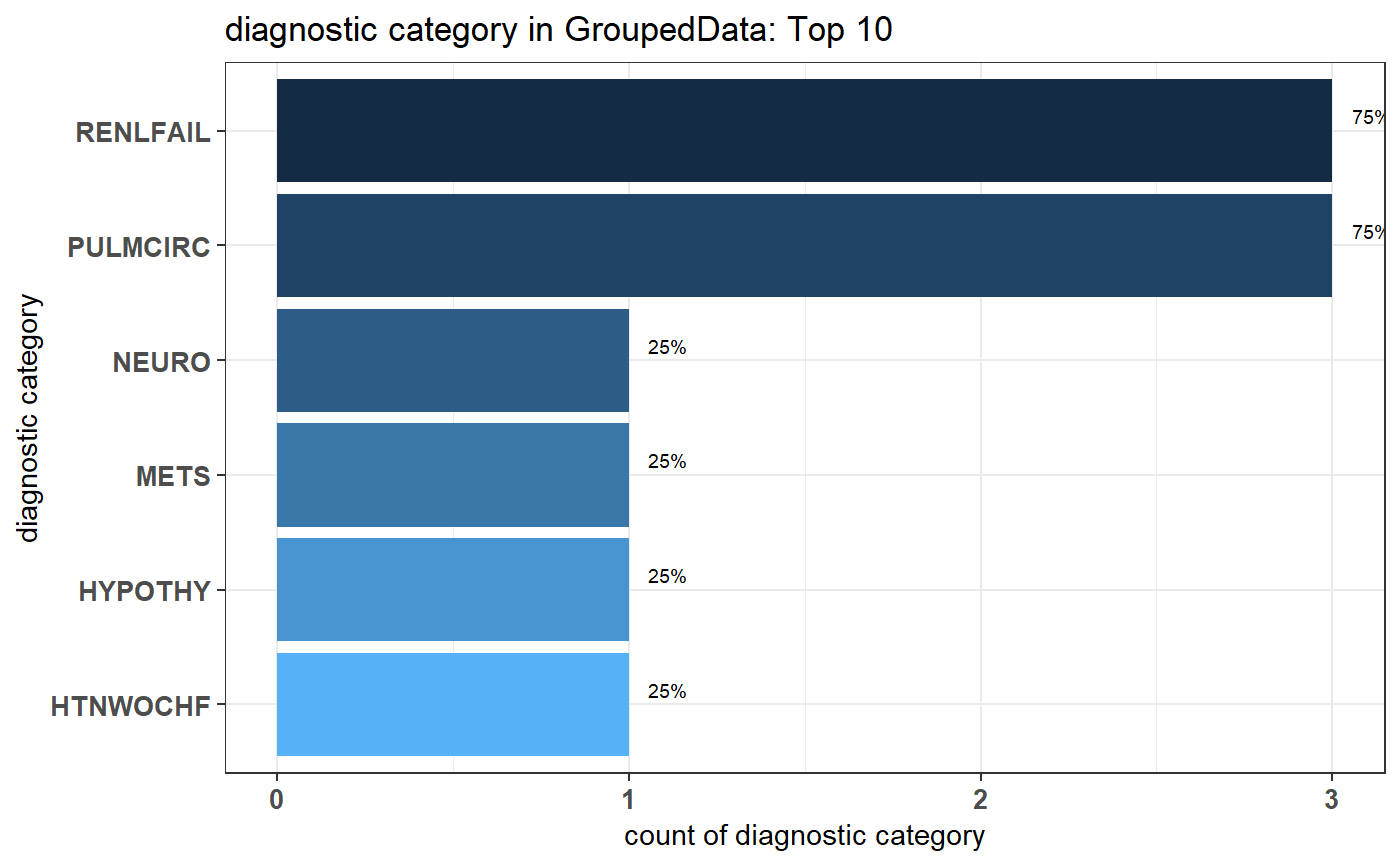 diagnostic category in GroupedData: Top 10
RENLFAIL
75%
PULMCIRC
75%
NEURO
25%
METS
25%
HYPOTHY
25%
HTNWOCHF
25%
diagnostic category
0 1 2 3
count of diagnostic category